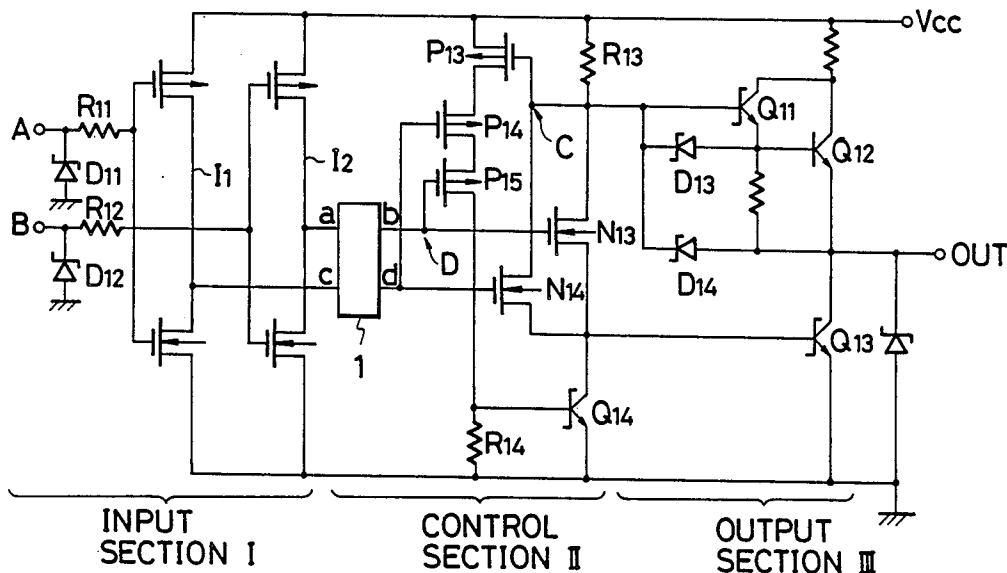 Vcc
P13
R13
R11
A
D11
I1
I2
P14
C
Q11
Q12
D13
P15
R12
B
D12
a
b
c
d
D
1
N13
N14
D14
OUT
Q13
Q14
R14
INPUT
SECTION I
CONTROL
SECTION II
OUTPUT
SECTION III